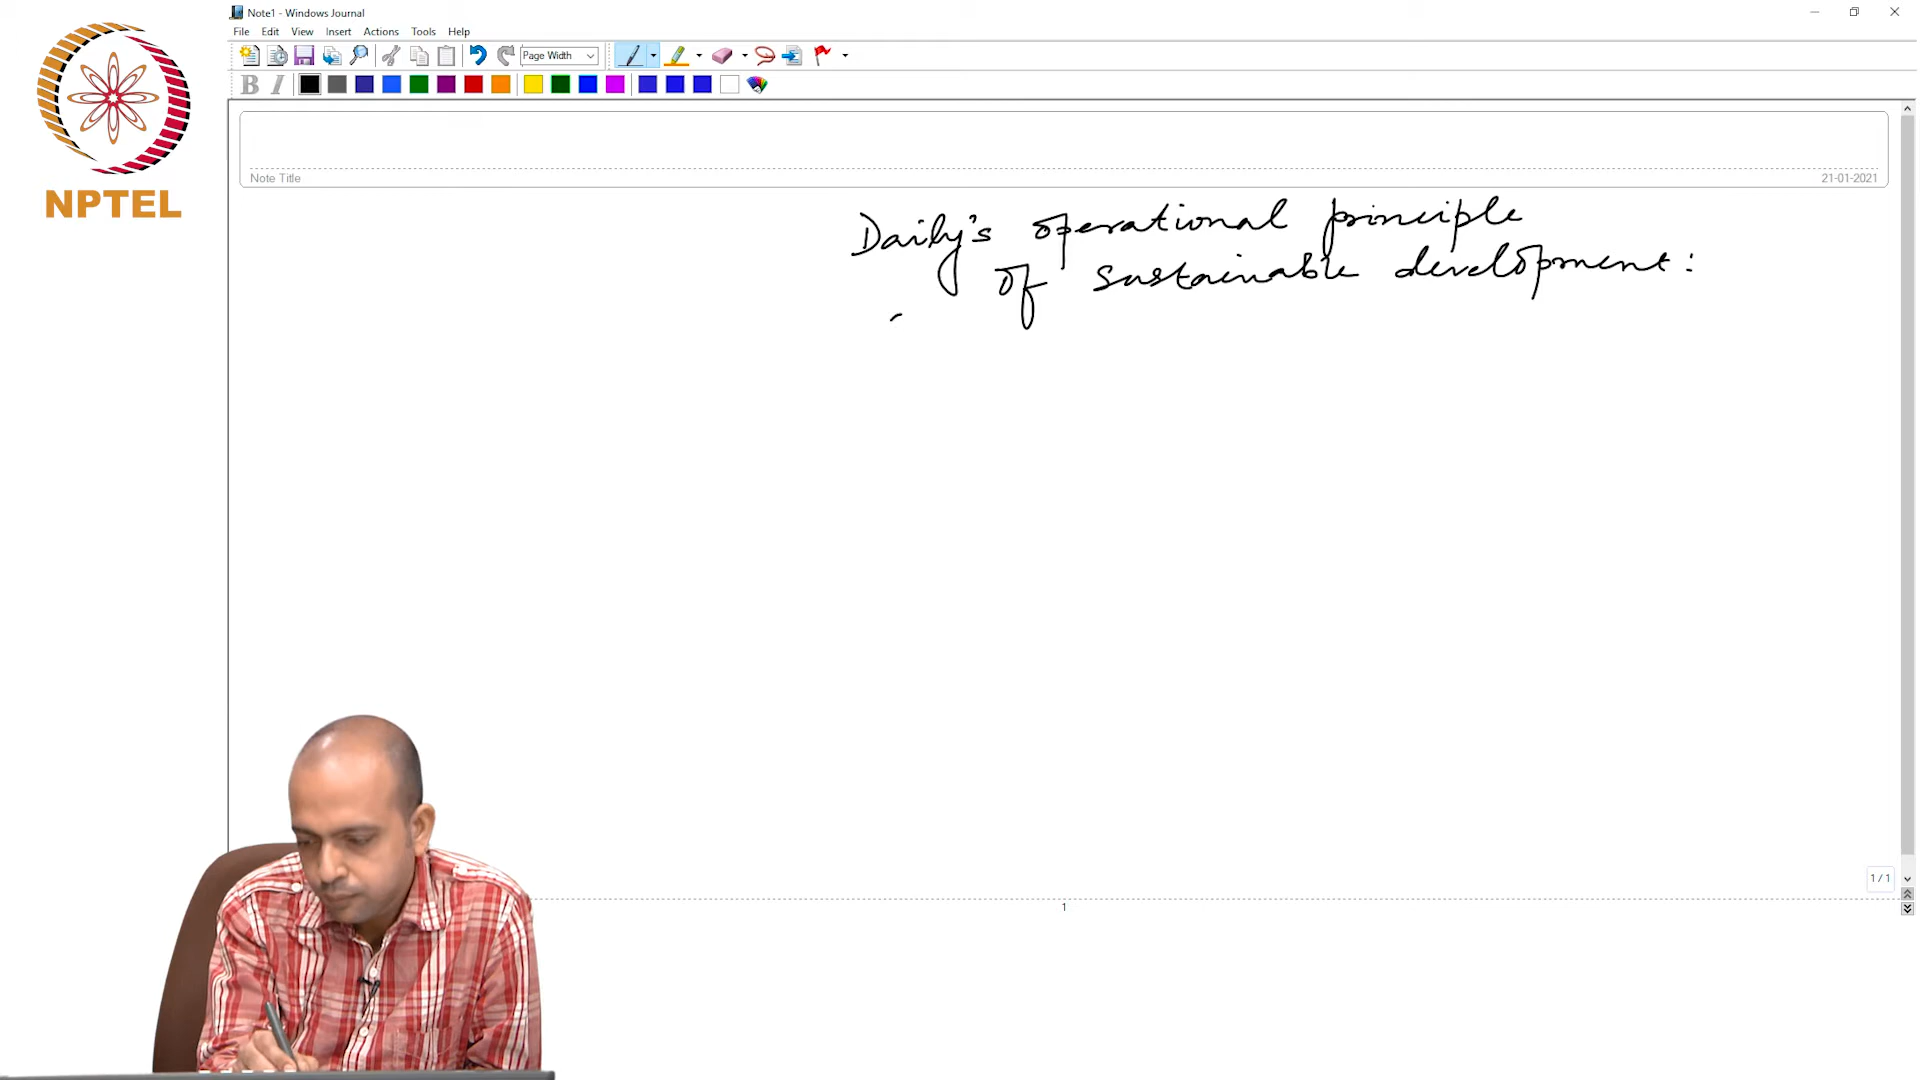 Note1 - Windows Journal
File Edit View Insert Actions Tools Help
Page Width
B I
NPTEL
Note Title
21-01-2021
Daily's operational principle
of sustainable development:
1 / 1
1